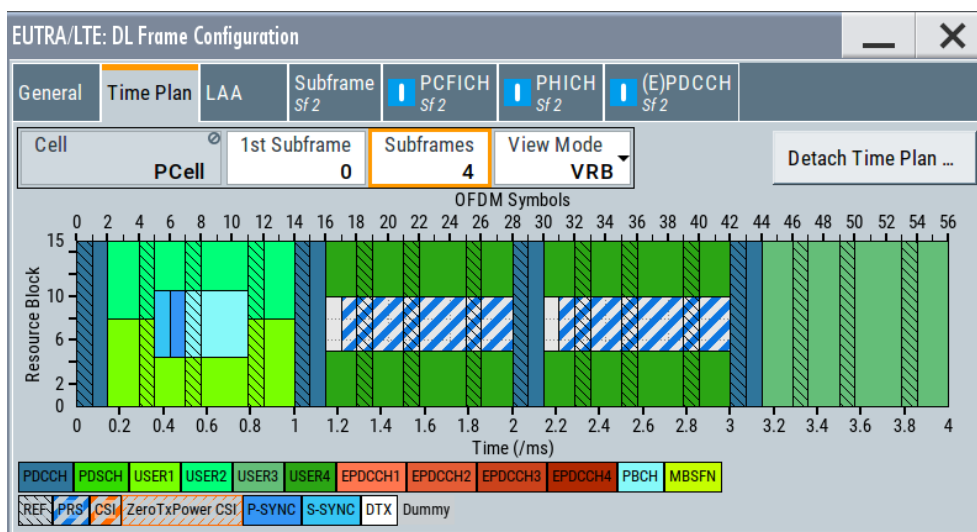 EUTRA/LTE: DL Frame Configuration
General Time Plan LAA Subframe Sf 2 PCFICH Sf 2 PHICH Sf 2 (E)PDCCH Sf 2
Cell PCell 1st Subframe 0 Subframes 4 View Mode VRB Detach Time Plan ...
OFDM Symbols
0 2 4 6 8 10 12 14 16 18 20 22 24 26 28 30 32 34 36 38 40 42 44 46 48 50 52 54 56
Resource Block
15
10
6
2
0
0 0.2 0.4 0.6 0.8 1 1.2 1.4 1.6 1.8 2 2.2 2.4 2.6 2.8 3 3.2 3.4 3.6 3.8 4
Time (/ms)
PDCCH PDSCH USER1 USER2 USER3 USER4 EPDCCH1 EPDCCH2 EPDCCH3 EPDCCH4 PBCH MBSFN
REF PRS CSI ZeroTxPower CSI P-SYNC S-SYNC DTX Dummy